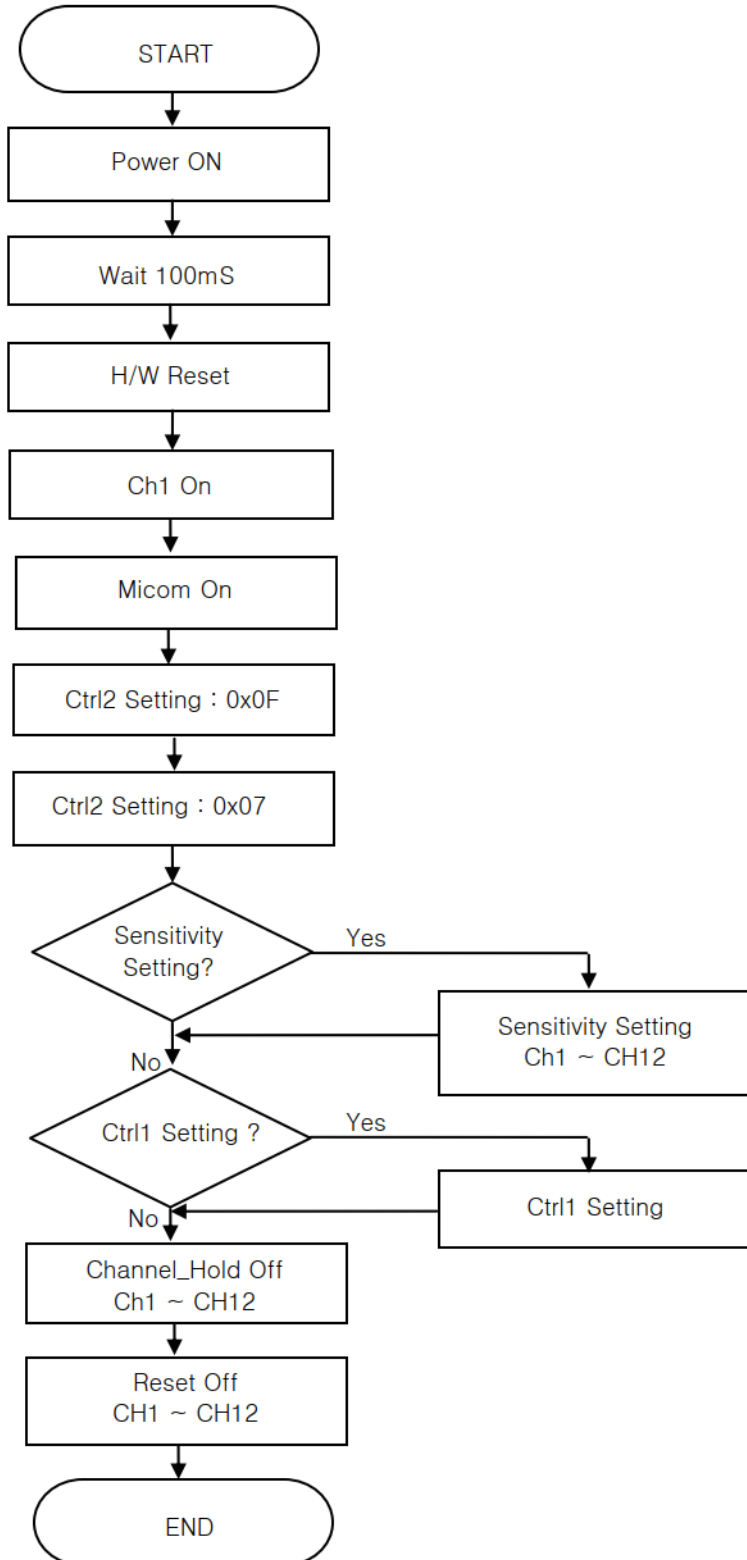 START
Power ON
Wait 100mS
H/W Reset
Ch1 On
Micom On
Ctrl2 Setting : 0x0F
Ctrl2 Setting : 0x07
Sensitivity
Setting?
Yes
Sensitivity Setting
Ch1 ~ CH12
No
Ctrl1 Setting ?
Yes
Ctrl1 Setting
No
Channel_Hold Off
Ch1 ~ CH12
Reset Off
CH1 ~ CH12
END